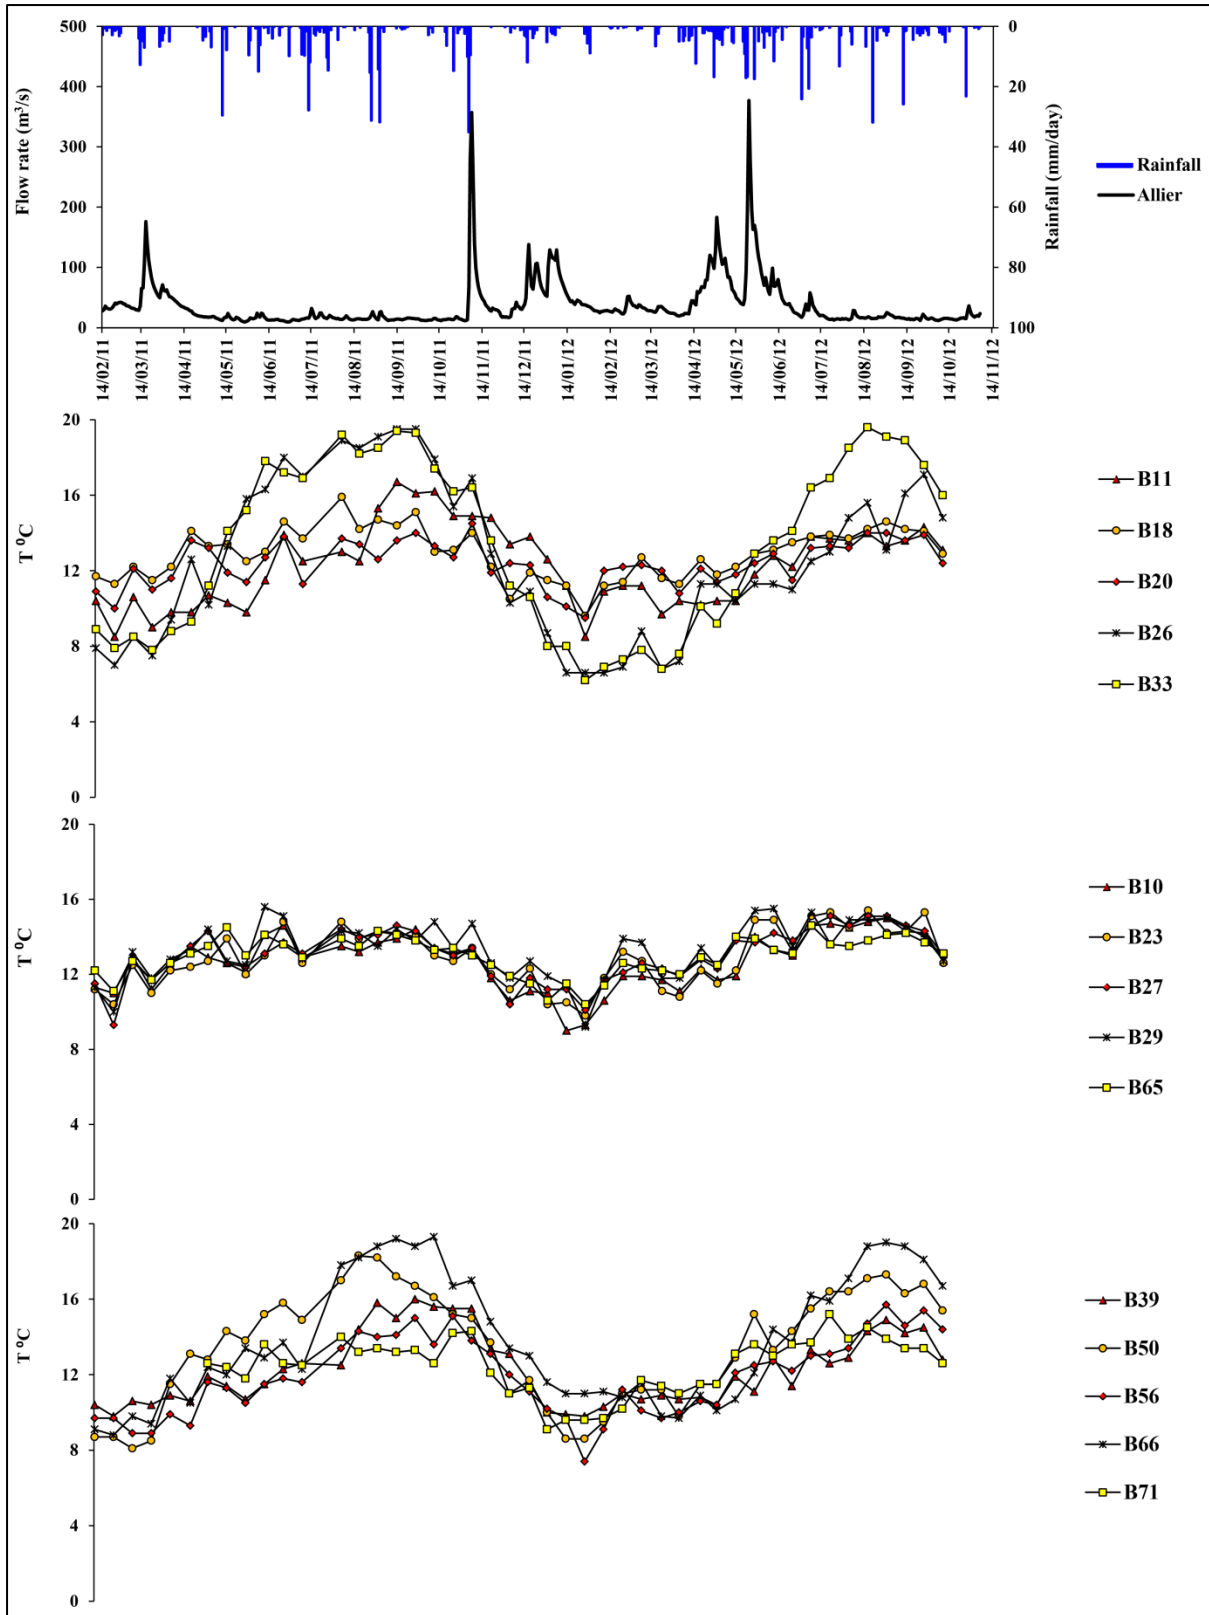 500
400
300
200
100
0
Flow rate (m³/s)
0
20
40
60
80
100
Rainfall (mm/day)
Rainfall
Allier
14/02/11
14/03/11
14/04/11
14/05/11
14/06/11
14/07/11
14/08/11
14/09/11
14/10/11
14/11/11
14/12/11
14/01/12
14/02/12
14/03/12
14/04/12
14/05/12
14/06/12
14/07/12
14/08/12
14/09/12
14/10/12
14/11/12
20
16
12
8
4
0
T ⁰C
B11
B18
B20
B26
B33
20
16
12
8
4
0
T ⁰C
B10
B23
B27
B29
B65
20
16
12
8
4
0
T ⁰C
B39
B50
B56
B66
B71